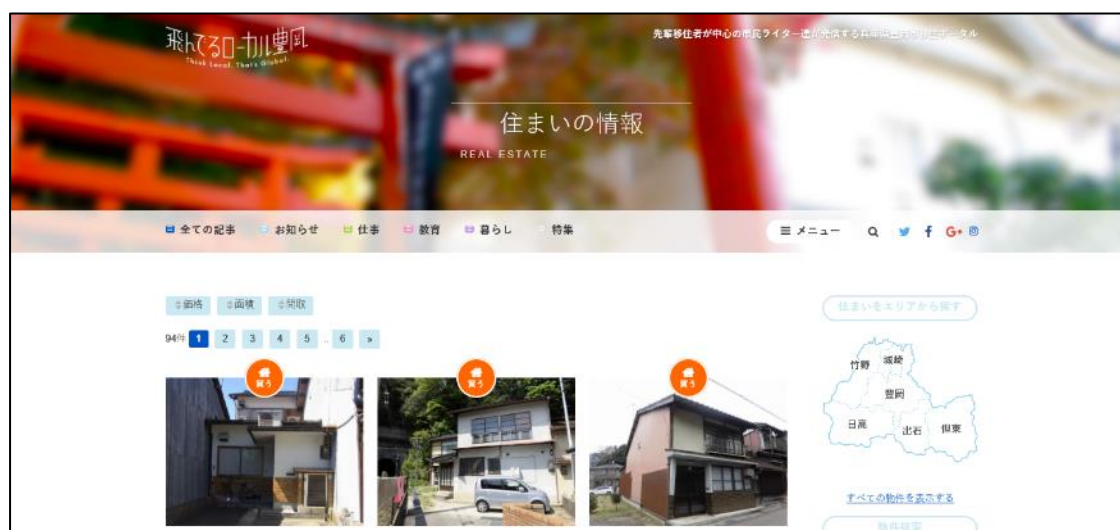 飛んでるローカル豊岡
Think Local. That's Global.
先輩移住者が中心の市民ライター達が発信する兵庫県豊岡市移住ポータル
住まいの情報
REAL ESTATE
全ての記事 お知らせ 仕事 教育 暮らし 特集
メニュー
価格 面積 間取
94件 1 2 3 4 5 .. 6 »
買う 買う 買う
住まいをエリアから探す
竹野 城崎
豊岡
日高 出石 但東
すべての物件を表示する
物件検索